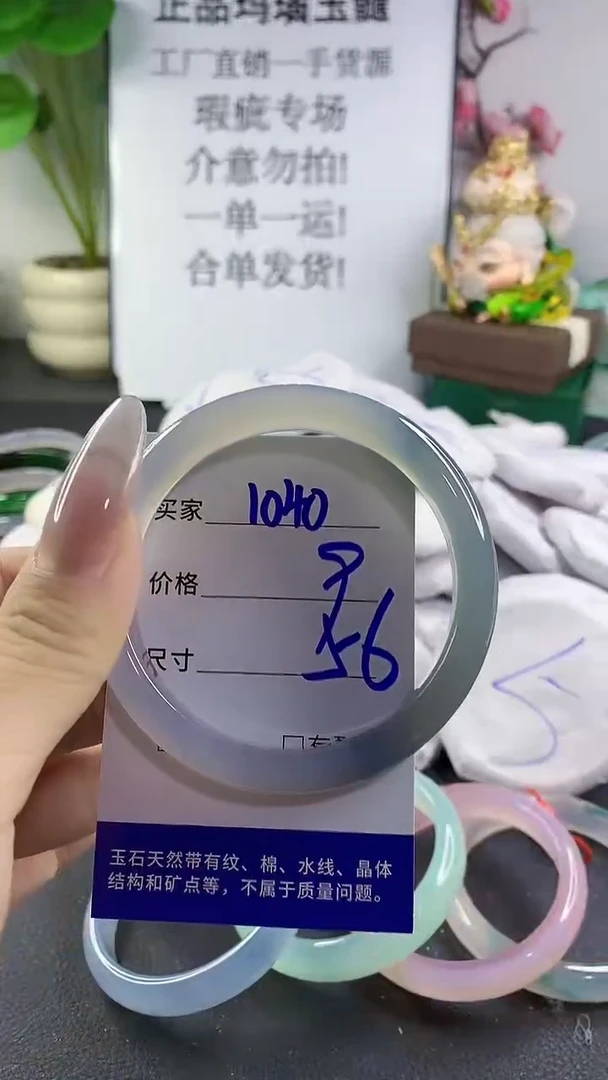 正品玛瑙玉髓
工厂直销一手货源
瑕疵专场
介意勿拍!
一单一运!
合单发货!
买家 1040
价格
尺寸 56
玉石天然带有纹、棉、水线、晶体
结构和矿点等，不属于质量问题。